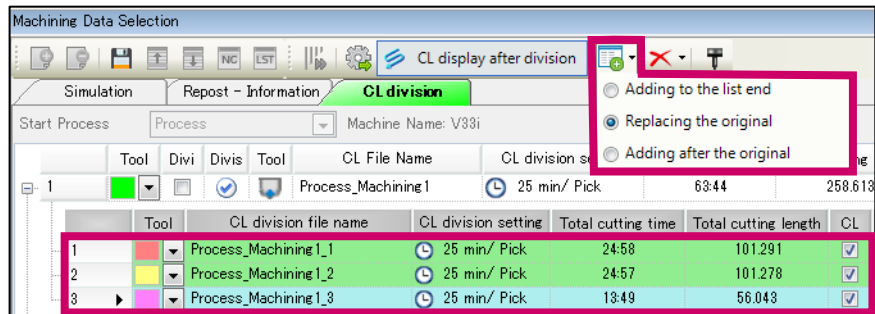 Machining Data Selection
NC LST CL display after division
Adding to the list end
Simulation Repost - Information CL division
Replacing the original
Start Process Process Machine Name: V33i
Adding after the original
Tool Divi Divis Tool CL File Name CL division se
1 Process_Machining1 25 min/ Pick 63:44 258.613
Tool CL division file name CL division setting Total cutting time Total cutting length CL
1 Process_Machining1_1 25 min/ Pick 24:58 101.291
2 Process_Machining1_2 25 min/ Pick 24:57 101.278
3 Process_Machining1_3 25 min/ Pick 13:49 56.043